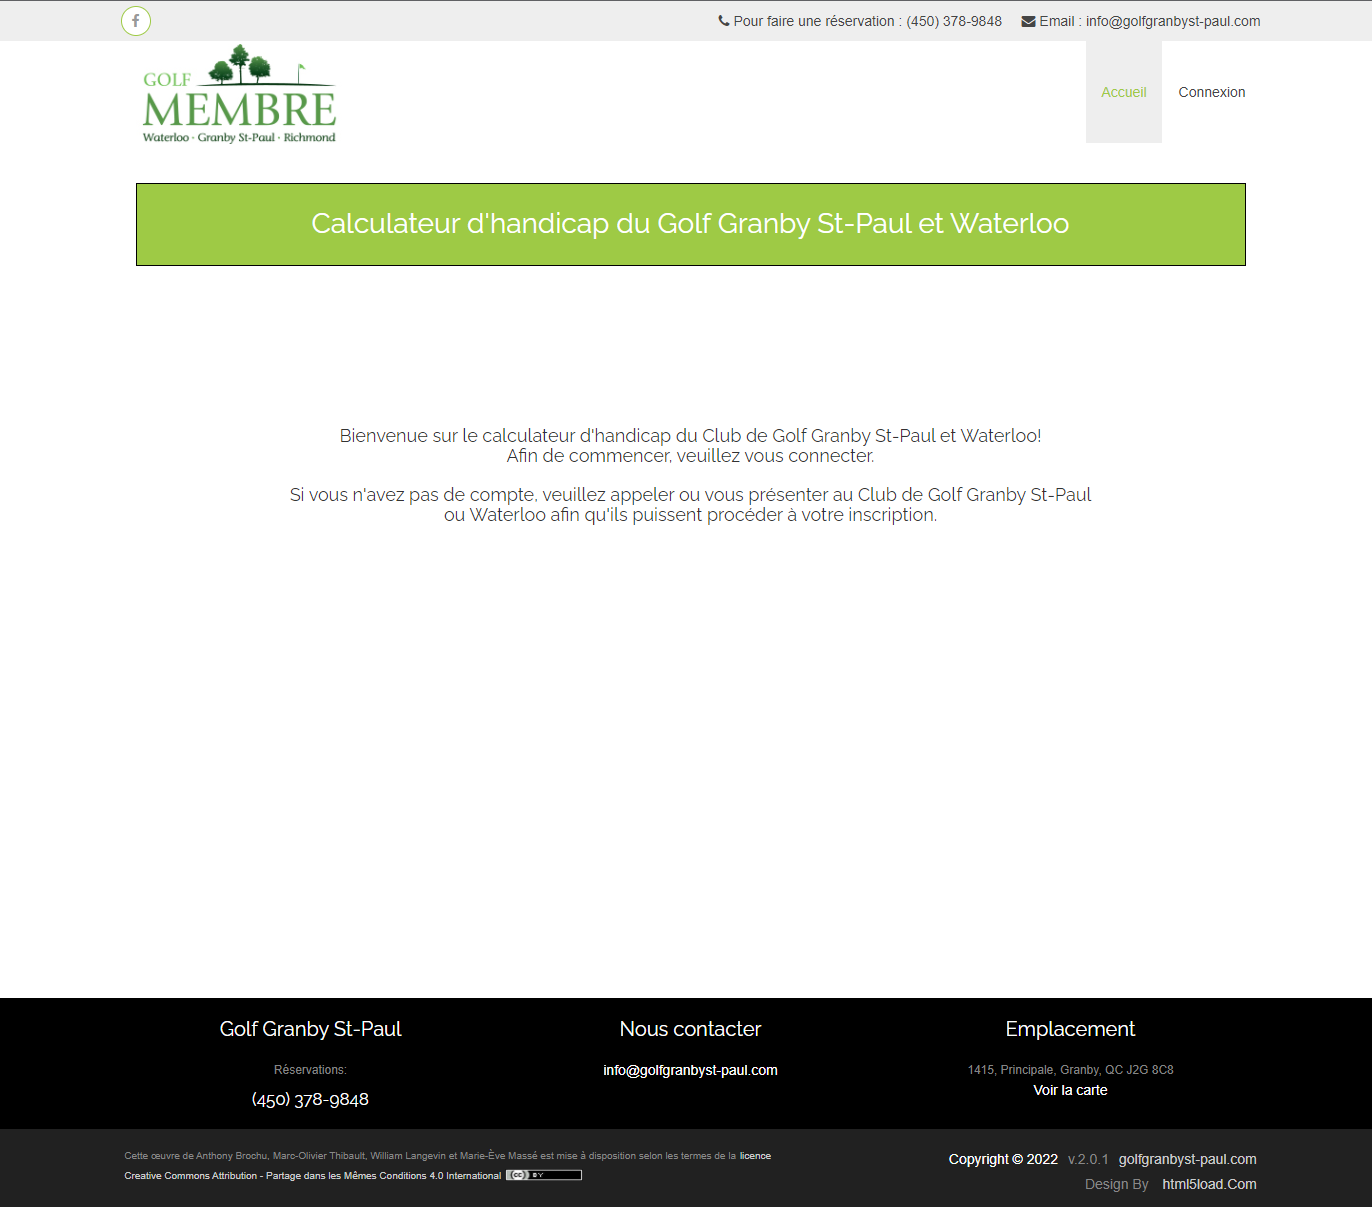 Pour faire une réservation : (450) 378-9848 Email : info@golfgranbyst-paul.com
GOLF
MEMBRE
Waterloo · Granby St-Paul · Richmond
Accueil Connexion
Calculateur d'handicap du Golf Granby St-Paul et Waterloo
Bienvenue sur le calculateur d'handicap du Club de Golf Granby St-Paul et Waterloo!
Afin de commencer, veuillez vous connecter.
Si vous n'avez pas de compte, veuillez appeler ou vous présenter au Club de Golf Granby St-Paul
ou Waterloo afin qu'ils puissent procéder à votre inscription.
Golf Granby St-Paul
Réservations:
(450) 378-9848
Nous contacter
info@golfgranbyst-paul.com
Emplacement
1415, Principale, Granby, QC J2G 8C8
Voir la carte
Cette œuvre de Anthony Brochu, Marc-Olivier Thibault, William Langevin et Marie-Ève Massé est mise à disposition selon les termes de la licence
Creative Commons Attribution - Partage dans les Mêmes Conditions 4.0 International CC BY
Copyright © 2022 v.2.0.1 golfgranbyst-paul.com
Design By html5load.Com